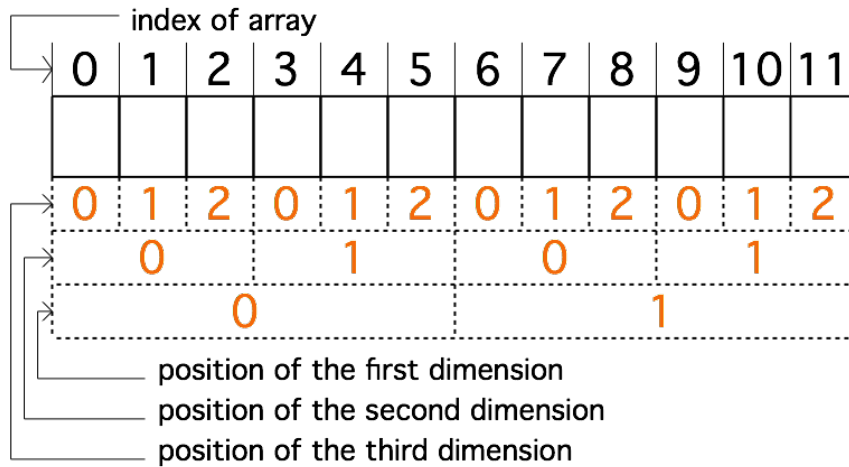 index of array
0 1 2 3 4 5 6 7 8 9 10 11
0 1 2 0 1 2 0 1 2 0 1 2
0 1 0 1
0 1
position of the first dimension
position of the second dimension
position of the third dimension